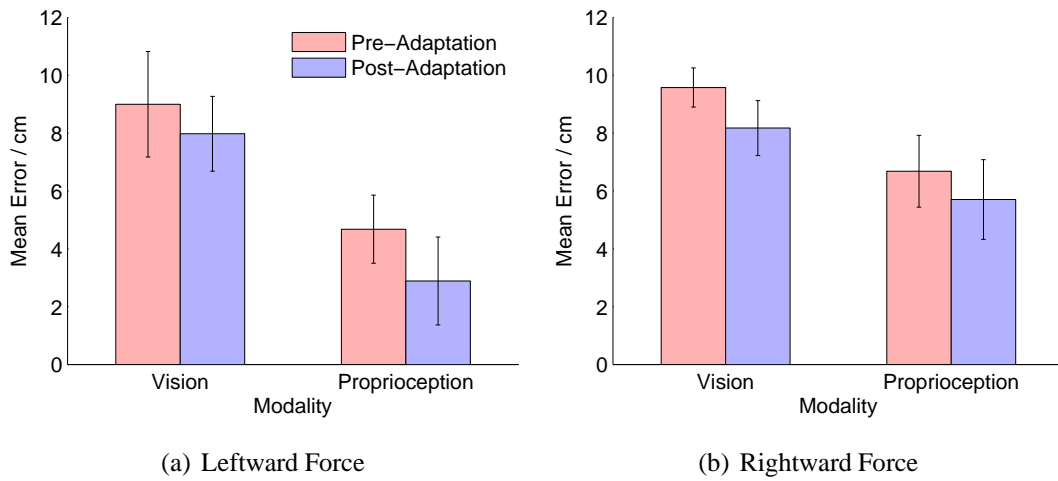 12
10
8
6
4
2
0
Mean Error / cm
Pre−Adaptation
Post−Adaptation
Vision Proprioception
Modality
(a) Leftward Force
12
10
8
6
4
2
0
Mean Error / cm
Vision Proprioception
Modality
(b) Rightward Force